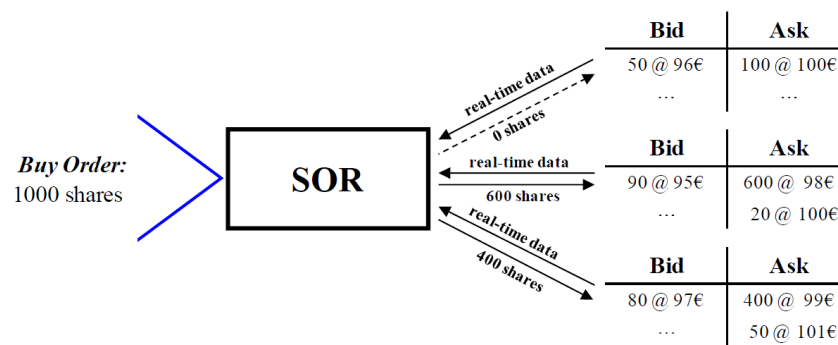 Bid Ask
50 @ 96€ 100 @ 100€
... ...
real-time data
0 shares
Buy Order:
1000 shares
SOR
real-time data
600 shares
Bid Ask
90 @ 95€ 600 @ 98€
... 20 @ 100€
real-time data
400 shares
Bid Ask
80 @ 97€ 400 @ 99€
... 50 @ 101€